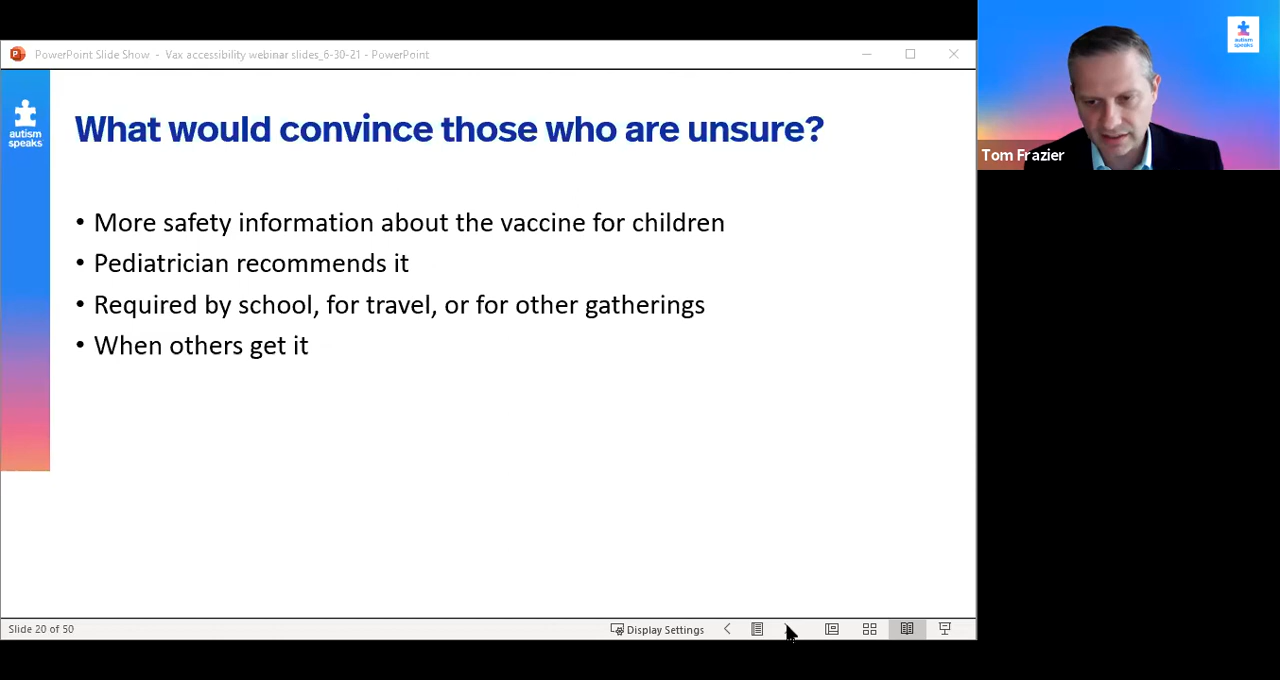 PowerPoint Slide Show - Vax accessibility webinar slides_6-30-21 - PowerPoint
autism
speaks
What would convince those who are unsure?
• More safety information about the vaccine for children
• Pediatrician recommends it
• Required by school, for travel, or for other gatherings
• When others get it
Slide 20 of 50
Display Settings
autism
speaks
Tom Frazier